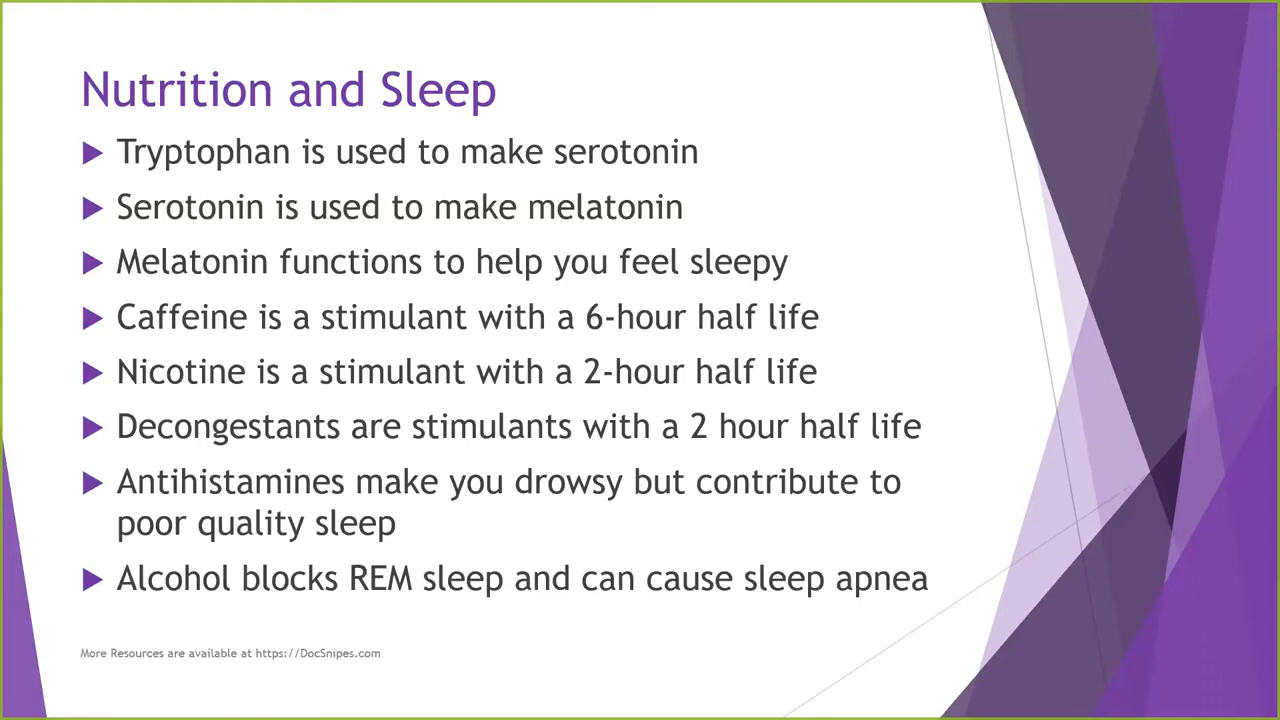 Nutrition and Sleep
Tryptophan is used to make serotonin
Serotonin is used to make melatonin
Melatonin functions to help you feel sleepy
Caffeine is a stimulant with a 6-hour half life
Nicotine is a stimulant with a 2-hour half life
Decongestants are stimulants with a 2 hour half life
Antihistamines make you drowsy but contribute to
poor quality sleep
Alcohol blocks REM sleep and can cause sleep apnea
More Resources are available at https://DocSnipes.com